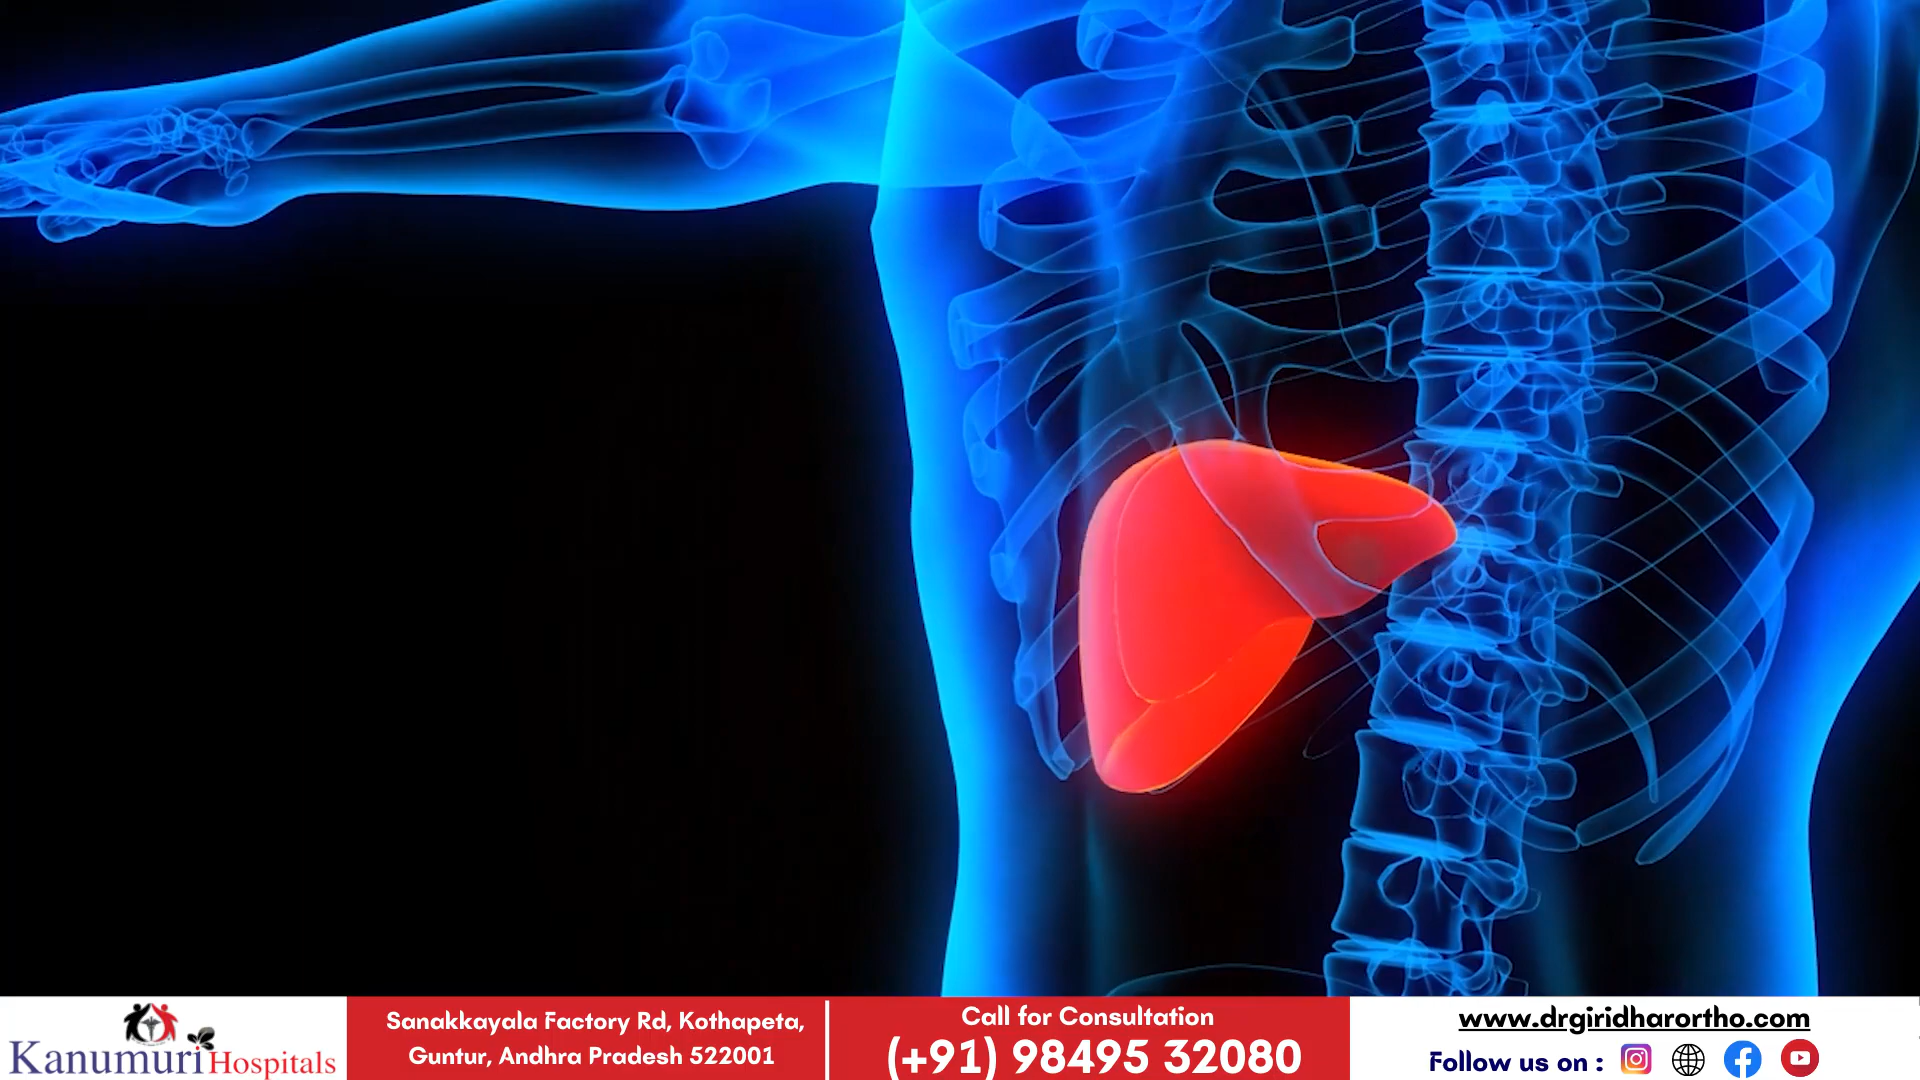 Kanumuri Hospitals
Sanakkayala Factory Rd, Kothapeta,
Guntur, Andhra Pradesh 522001
Call for Consultation
(+91) 98495 32080
www.drgiridharortho.com
Follow us on :